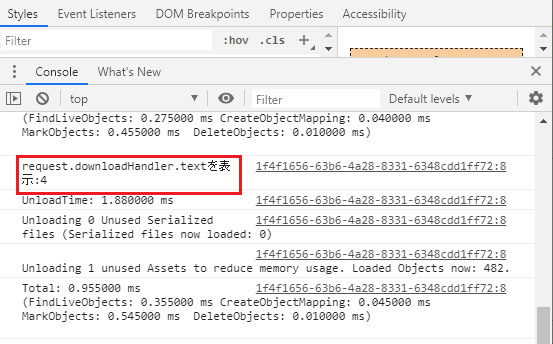 Styles Event Listeners DOM Breakpoints Properties Accessibility
Filter :hov .cls +
Console What's New
top Filter Default levels
(FindLiveObjects: 0.275000 ms CreateObjectMapping: 0.040000 ms
MarkObjects: 0.455000 ms  DeleteObjects: 0.010000 ms)
request.downloadHandler.textを表 1f4f1656-63b6-4a28-8331-6348cdd1ff72:8
示:4
UnloadTime: 1.880000 ms 1f4f1656-63b6-4a28-8331-6348cdd1ff72:8
Unloading 0 Unused Serialized 1f4f1656-63b6-4a28-8331-6348cdd1ff72:8
files (Serialized files now loaded: 0)
1f4f1656-63b6-4a28-8331-6348cdd1ff72:8
Unloading 1 unused Assets to reduce memory usage. Loaded Objects now: 482.
Total: 0.955000 ms 1f4f1656-63b6-4a28-8331-6348cdd1ff72:8
(FindLiveObjects: 0.355000 ms CreateObjectMapping: 0.045000 ms
MarkObjects: 0.545000 ms  DeleteObjects: 0.010000 ms)